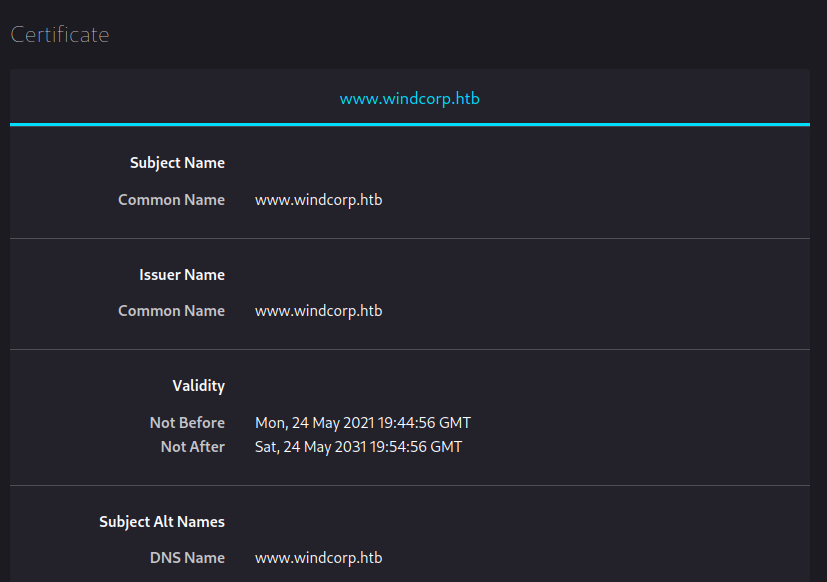 Certificate
www.windcorp.htb
Subject Name
Common Name www.windcorp.htb
Issuer Name
Common Name www.windcorp.htb
Validity
Not Before Mon, 24 May 2021 19:44:56 GMT
Not After Sat, 24 May 2031 19:54:56 GMT
Subject Alt Names
DNS Name www.windcorp.htb